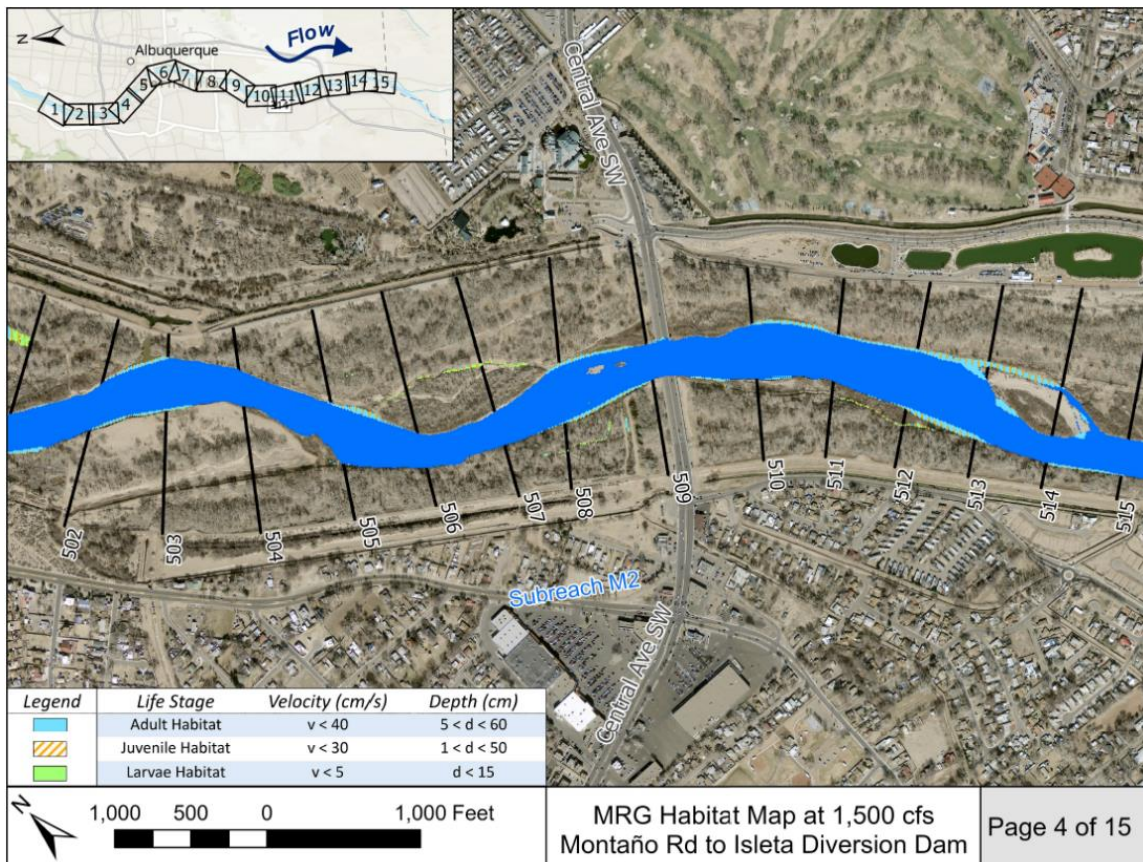 N
Albuquerque
Flow
1 2 3 4 5 6 7 8 9 10 11 12 13 14 15
Central Ave SW
502
503
504
505
506
507
508
509
510
511
512
513
514
515
Subreach M2
Central Ave SW
Legend Life Stage Velocity (cm/s) Depth (cm)
Adult Habitat v < 40 5 < d < 60
Juvenile Habitat v < 30 1 < d < 50
Larvae Habitat v < 5 d < 15
N
1,000 500 0 1,000 Feet
MRG Habitat Map at 1,500 cfs
Montaño Rd to Isleta Diversion Dam
Page 4 of 15